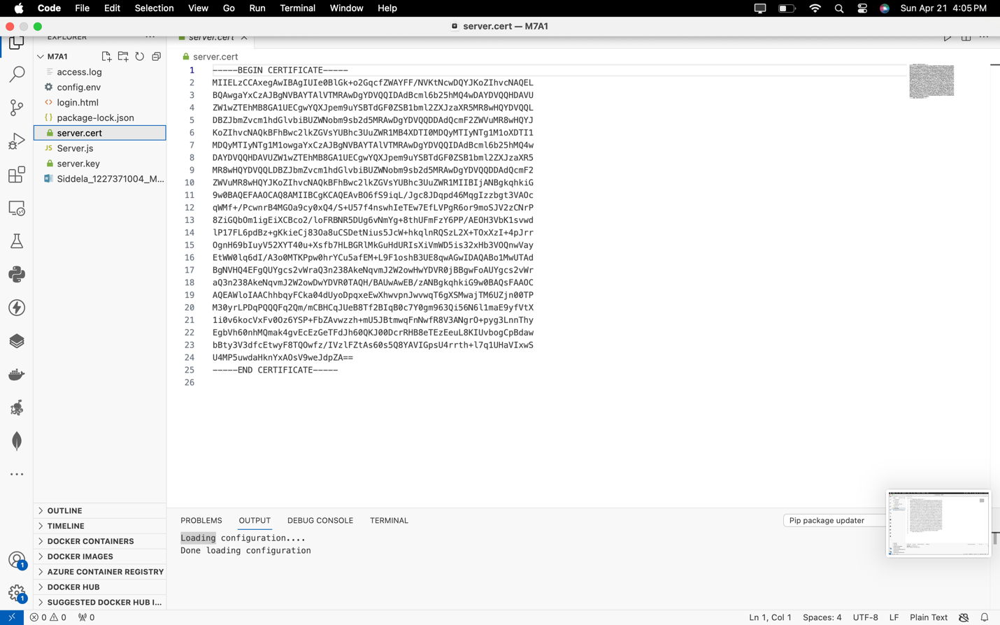 Code File Edit Selection View Go Run Terminal Window Help Sun Apr 21 4:05 PM
server.cert — M7A1
EXPLORER
server.cert
M7A1
access.log
config.env
login.html
package-lock.json
server.cert
Server.js
server.key
Siddela_1227371004_M...
OUTLINE
TIMELINE
DOCKER CONTAINERS
DOCKER IMAGES
AZURE CONTAINER REGISTRY
DOCKER HUB
SUGGESTED DOCKER HUB I...
server.cert
1 -----BEGIN CERTIFICATE-----
2 MIIELzCCAxegAwIBAgIUIe0BlGk+o2GqcfZWAYFF/NVKtNcwDQYJKoZIhvcNAQEL
3 BQAwgaYxCzAJBgNVBAYTAlVTMRAwDgYDVQQIDAdBcml6b25hMQ4wDAYDVQQHDAVU
4 ZW1wZTEhMB8GA1UECgwYQXJpem9uYSBTdGF0ZSB1bml2ZXJzaXR5MR8wHQYDVQQL
5 DBZJbmZvcm1hdGlvbiBUZWNobm9sb2d5MRAwDgYDVQQDDAdQcmF2ZWVuMR8wHQYJ
6 KoZIhvcNAQkBFhBwc2lkZGVsYUBhc3UuZWR1MB4XDTI0MDQyMTIyNTg1M1oXDTI1
7 MDQyMTIyNTg1M1owgaYxCzAJBgNVBAYTAlVTMRAwDgYDVQQIDAdBcml6b25hMQ4w
8 DAYDVQQHDAVUZW1wZTEhMB8GA1UECgwYQXJpem9uYSBTdGF0ZSB1bml2ZXJzaXR5
9 MR8wHQYDVQQLDBZJbmZvcm1hdGlvbiBUZWNobm9sb2d5MRAwDgYDVQQDDAdQcmF2
10 ZWVuMR8wHQYJKoZIhvcNAQkBFhBwc2lkZGVsYUBhc3UuZWR1MIIBIjANBgkqhkiG
11 9w0BAQEFAAOCAQ8AMIIBCgKCAQEAvBO6fS9iqL/Jgc8JDqpd46MqgIzzbgt3VAOc
12 qWMf+/PcwnrB4MGOa9cy0xQ4/S+U57f4nswhIeTEw7EfLVPgR6or9moSJV2zCNrP
13 8ZiGQbOm1igEiXCBco2/loFRBNR5DUg6vNmYg+8thUFmFzY6PP/AEOH3VbK1svwd
14 lP17FL6pdBz+gKkieCj83Oa8uCSDetNius5JcW+hkqlnRQSzL2X+TOxXzI+4pJrr
15 OgnH69bIuyV52XYT40u+Xsfb7HLBGRlMkGuHdURIsXiVmWD5is32xHb3VOQnwVay
16 EtWW0lq6dI/A3o0MTKPpw0hrYCu5afEM+L9F1oshB3UE8qwAGwIDAQABo1MwUTAd
17 BgNVHQ4EFgQUYgcs2vWraQ3n238AkeNqvmJ2W2owHwYDVR0jBBgwFoAUYgcs2vWr
18 aQ3n238AkeNqvmJ2W2owDwYDVR0TAQH/BAUwAwEB/zANBgkqhkiG9w0BAQsFAAOC
19 AQEAWloIAAChhbqyFCka04dUyoDpqxeEwXhwvpnJwvwqT6gXSMwajTM6UZjn00TP
20 M30yrLPDqPQQQFq2Qm/mCBHCqJUeB8Tf2BIqB0c7Y0gm963Qi56N6l1maE9yfVtX
21 1i0v6kocVxFv0Oz6YSP+FbZAvwzzh+mU5JBtmwqFnNwfR8V3ANgrO+pyg3LnnThy
22 EgbVh60nhMQmak4gvEcEzGeTFdJh60QKJ00DcrRHB8eTEzEeuL8KIUvbogCpBdaw
23 bBty3V3dfcEtwyF8TQOwfz/IVzlFZtAs60s5Q8YAVIGpsU4rrth+l7q1UHaVIxwS
24 U4MP5uwdaHknYxAOsV9weJdpZA==
25 -----END CERTIFICATE-----
26
PROBLEMS OUTPUT DEBUG CONSOLE TERMINAL Pip package updater
Loading configuration....
Done loading configuration
1
1
0 0 0 Ln 1, Col 1 Spaces: 4 UTF-8 LF Plain Text